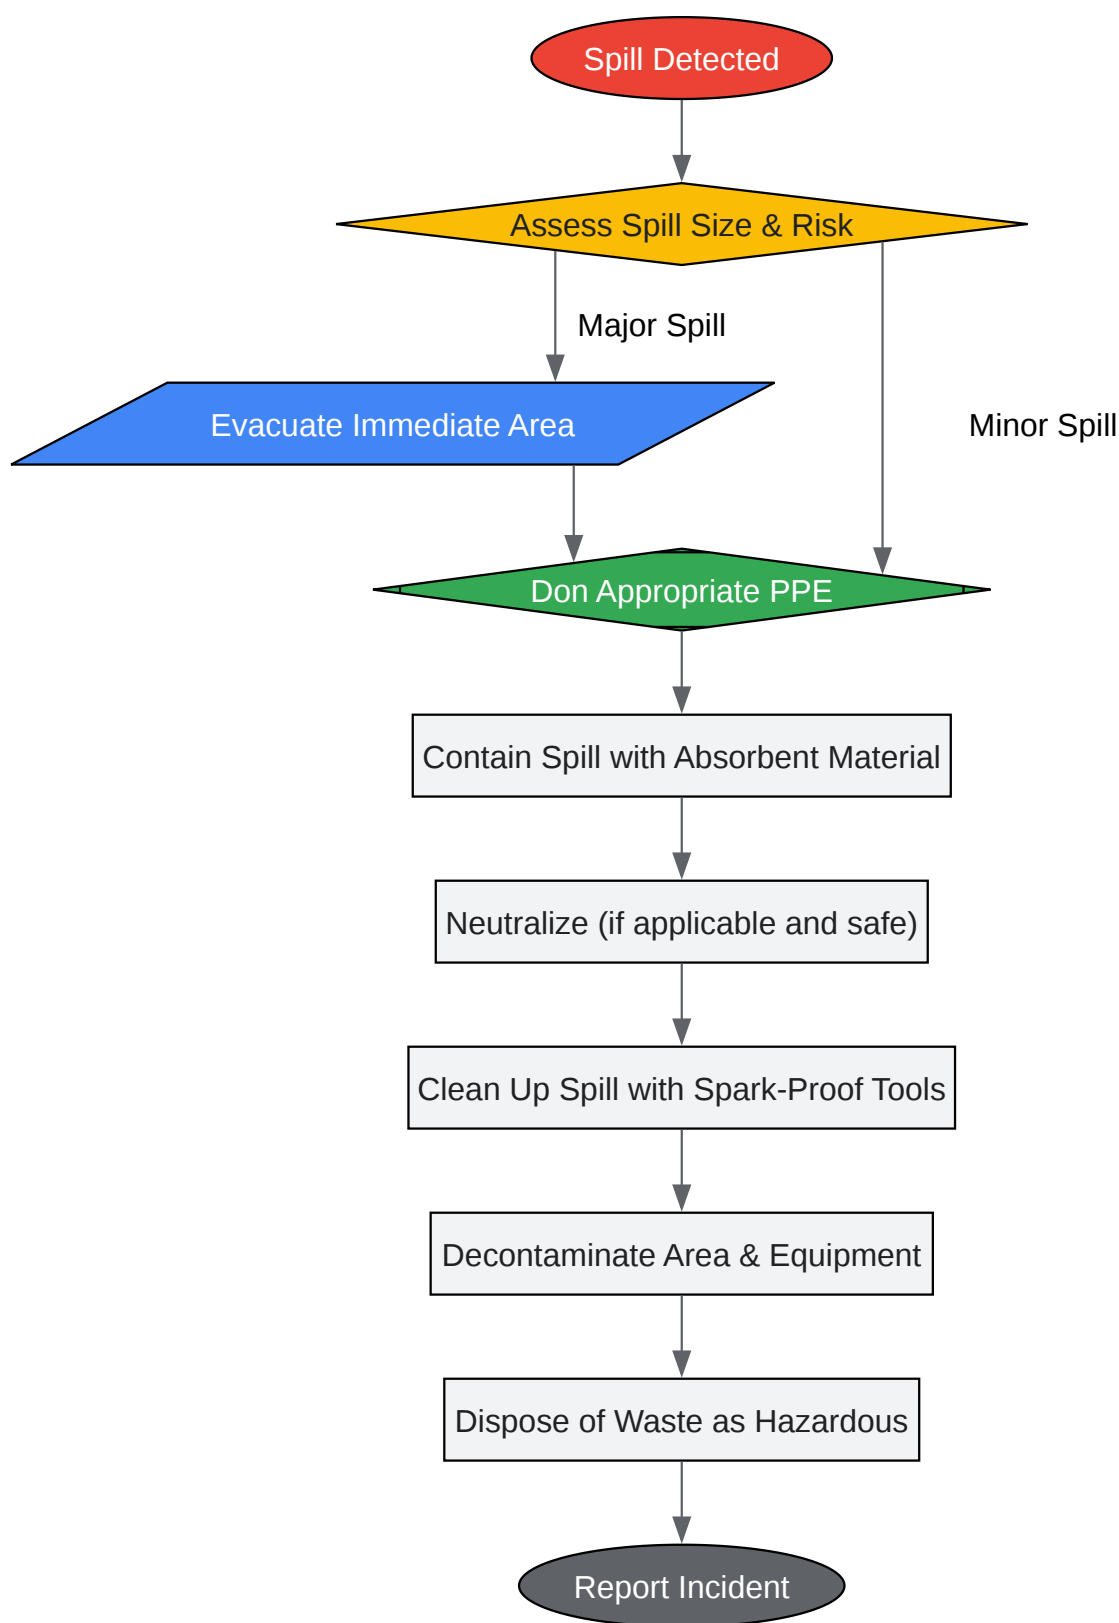 Spill Detected
Assess Spill Size & Risk
Major Spill
Evacuate Immediate Area
Minor Spill
Don Appropriate PPE
Contain Spill with Absorbent Material
Neutralize (if applicable and safe)
Clean Up Spill with Spark-Proof Tools
Decontaminate Area & Equipment
Dispose of Waste as Hazardous
Report Incident